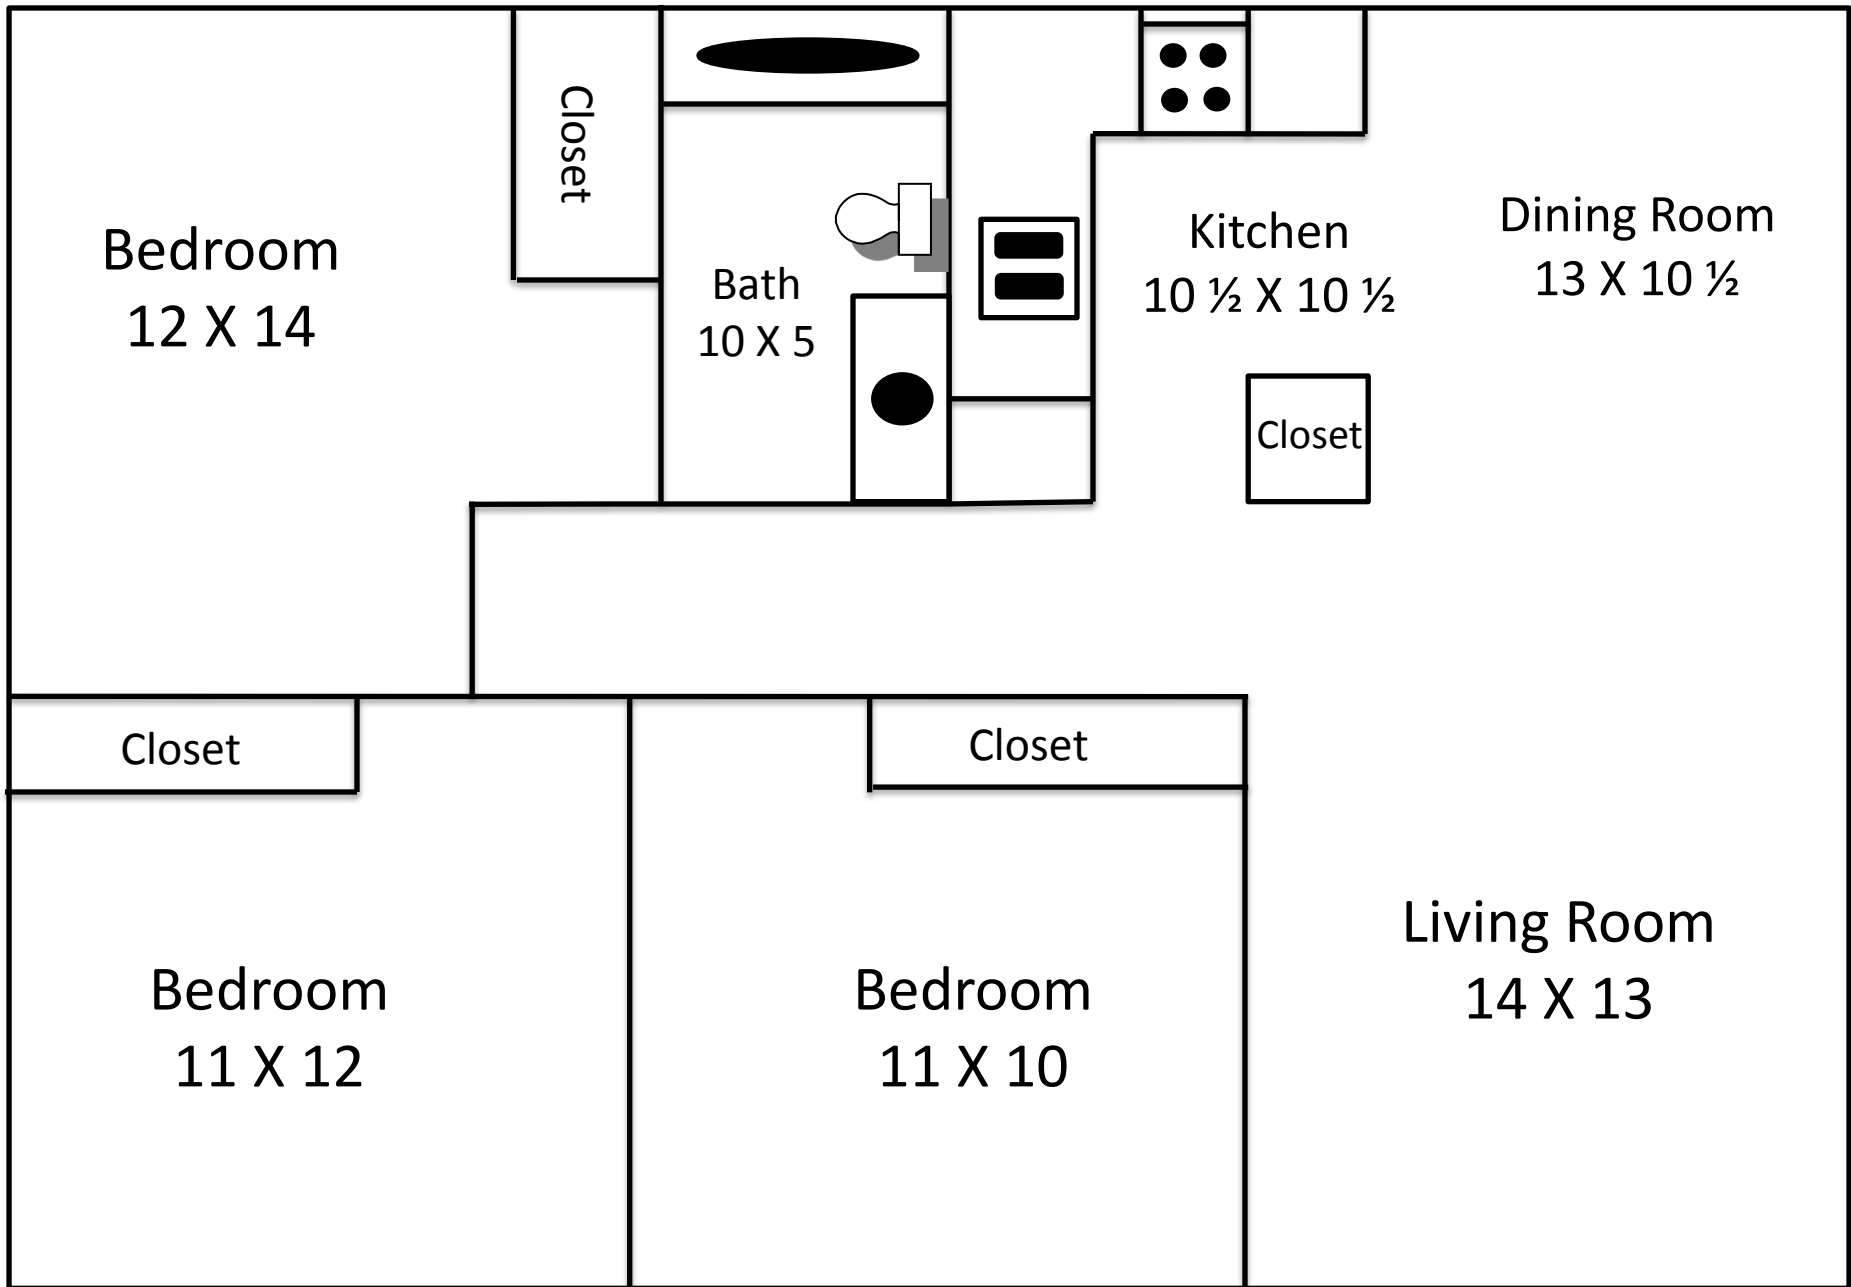 Closet
Bedroom
12 X 14
Bath
10 X 5
Kitchen
10 ½ X 10 ½
Dining Room
13 X 10 ½
Closet
Closet
Closet
Bedroom
11 X 12
Bedroom
11 X 10
Living Room
14 X 13